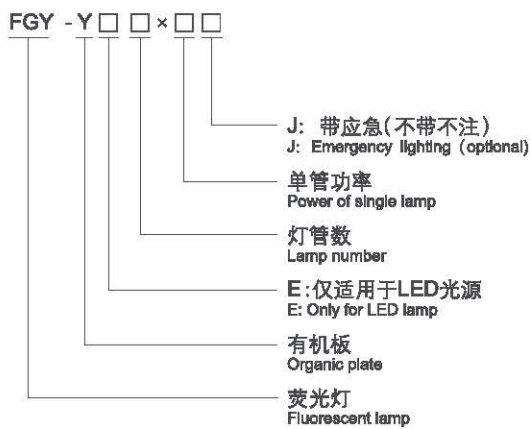 FGY - Y □ □ × □ □
J: 带应急(不带不注)
J: Emergency lighting (optional)
单管功率
Power of single lamp
灯管数
Lamp number
E:仅适用于LED光源
E: Only for LED lamp
有机板
Organic plate
荧光灯
Fluorescent lamp